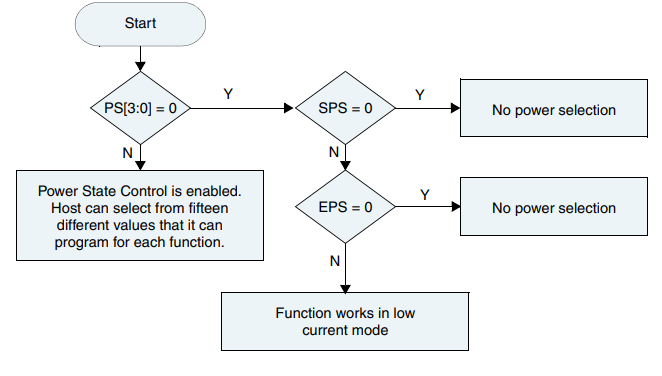 Start
PS[3:0] = 0
Y
SPS = 0
Y
No power selection
N
N
Power State Control is enabled.
Host can select from fifteen
different values that it can
program for each function.
EPS = 0
Y
No power selection
N
Function works in low
current mode